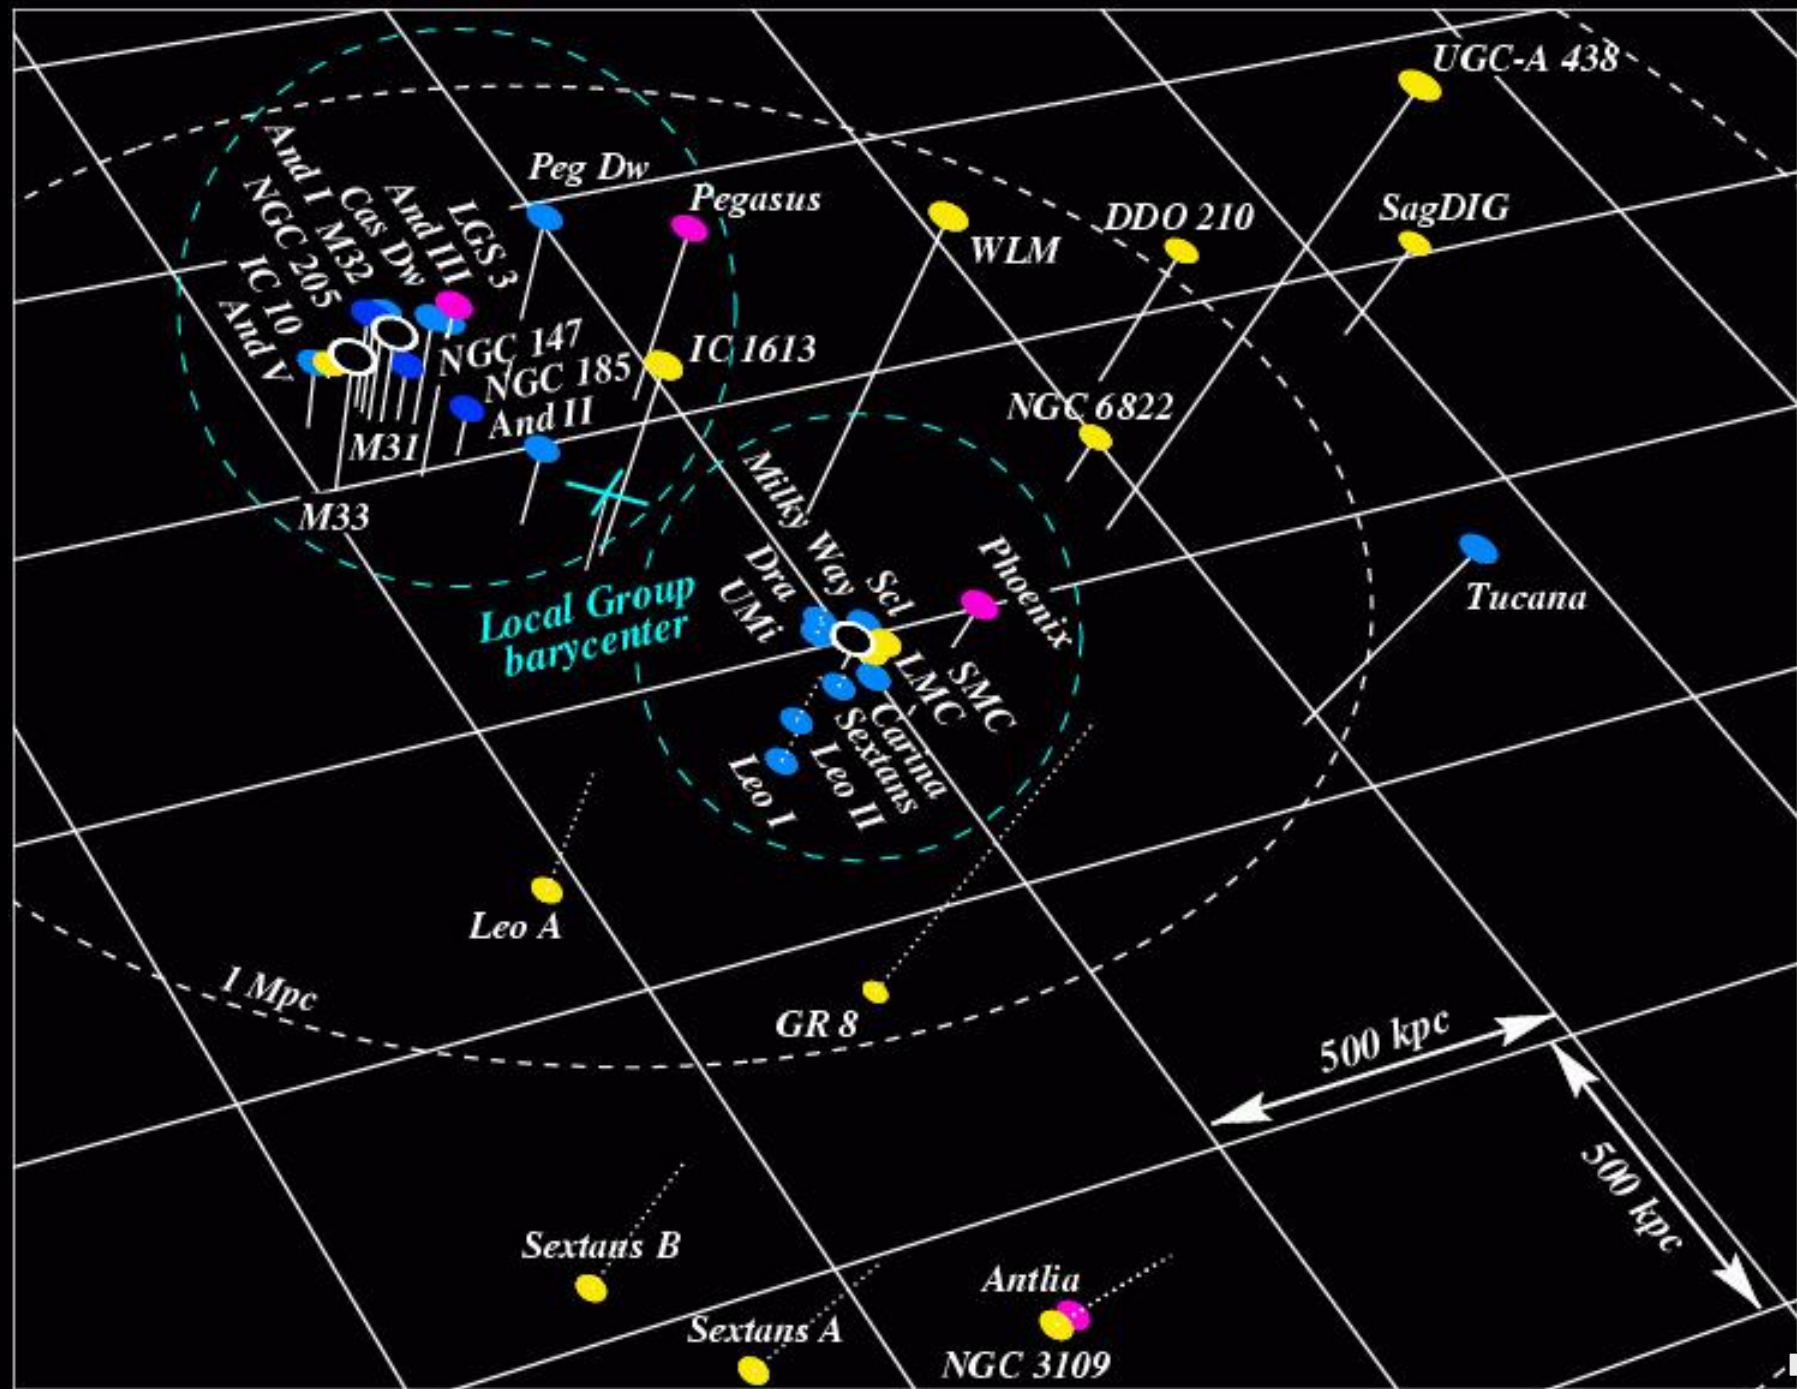 UGC-A 438
Peg Dw
Pegasus
SagDIG
DDO 210
WLM
And I
M32
NGC 205
Cas Dw
And III
LGS 3
IC 10
And V
NGC 147
NGC 185
And II
IC 1613
M31
M33
NGC 6822
Milky Way
Dra
UMi
Scl
Phoenix
Tucana
Local Group
barycenter
SMC
LMC
Carina
Sextans
Leo II
Leo I
Leo A
1 Mpc
GR 8
500 kpc
500 kpc
Sextans B
Antlia
Sextans A
NGC 3109